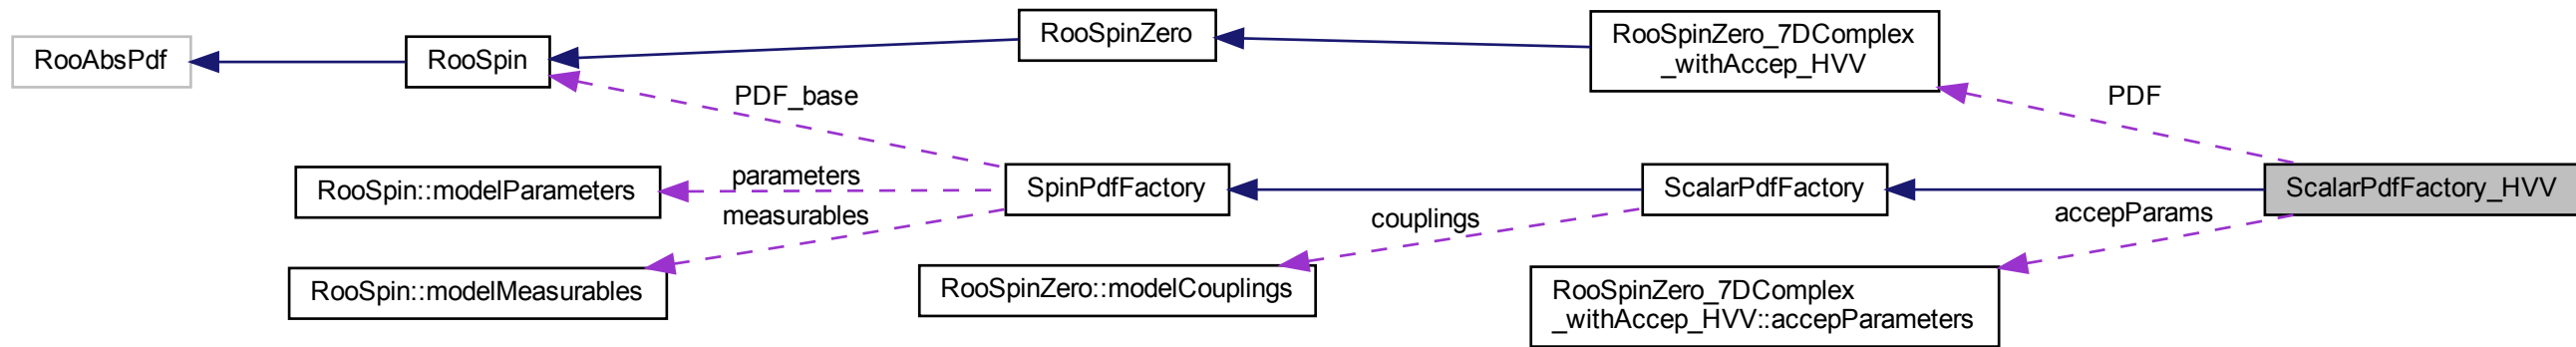 RooAbsPdf
RooSpin
RooSpinZero
RooSpinZero_7DComplex
_withAccep_HVV
PDF_base
PDF
RooSpin::modelParameters
parameters
measurables
SpinPdfFactory
ScalarPdfFactory
ScalarPdfFactory_HVV
couplings
accepParams
RooSpin::modelMeasurables
RooSpinZero::modelCouplings
RooSpinZero_7DComplex
_withAccep_HVV::accepParameters